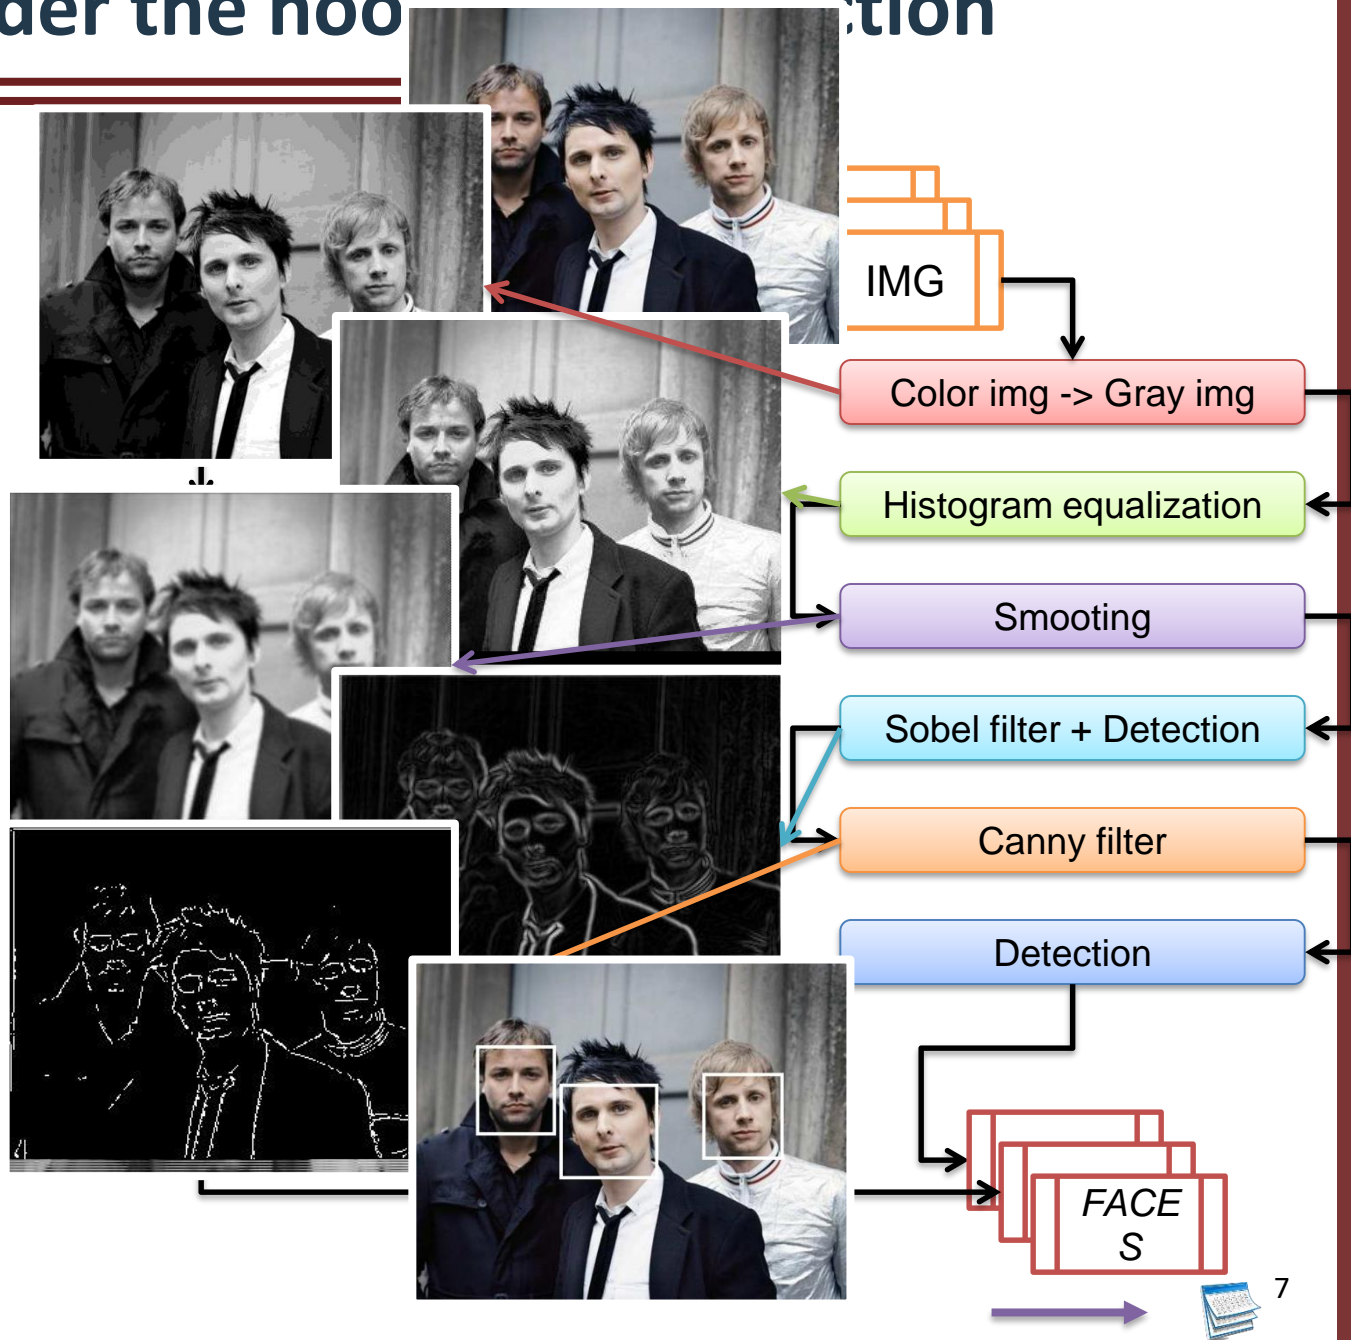 der the hoo ction
IMG
Color img -> Gray img
Histogram equalization
Smooting
Sobel filter + Detection
Canny filter
Detection
FACE
S
7